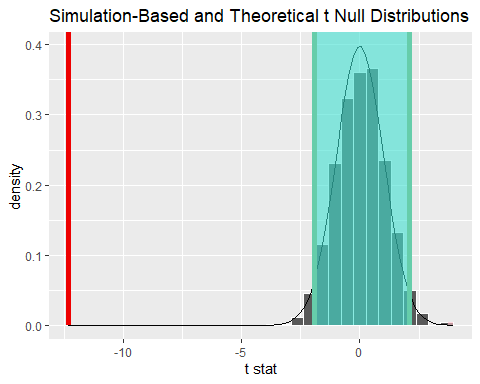 Simulation-Based and Theoretical t Null Distributions
0.4
0.3
0.2
0.1
0.0
density
-10
-5
0
t stat